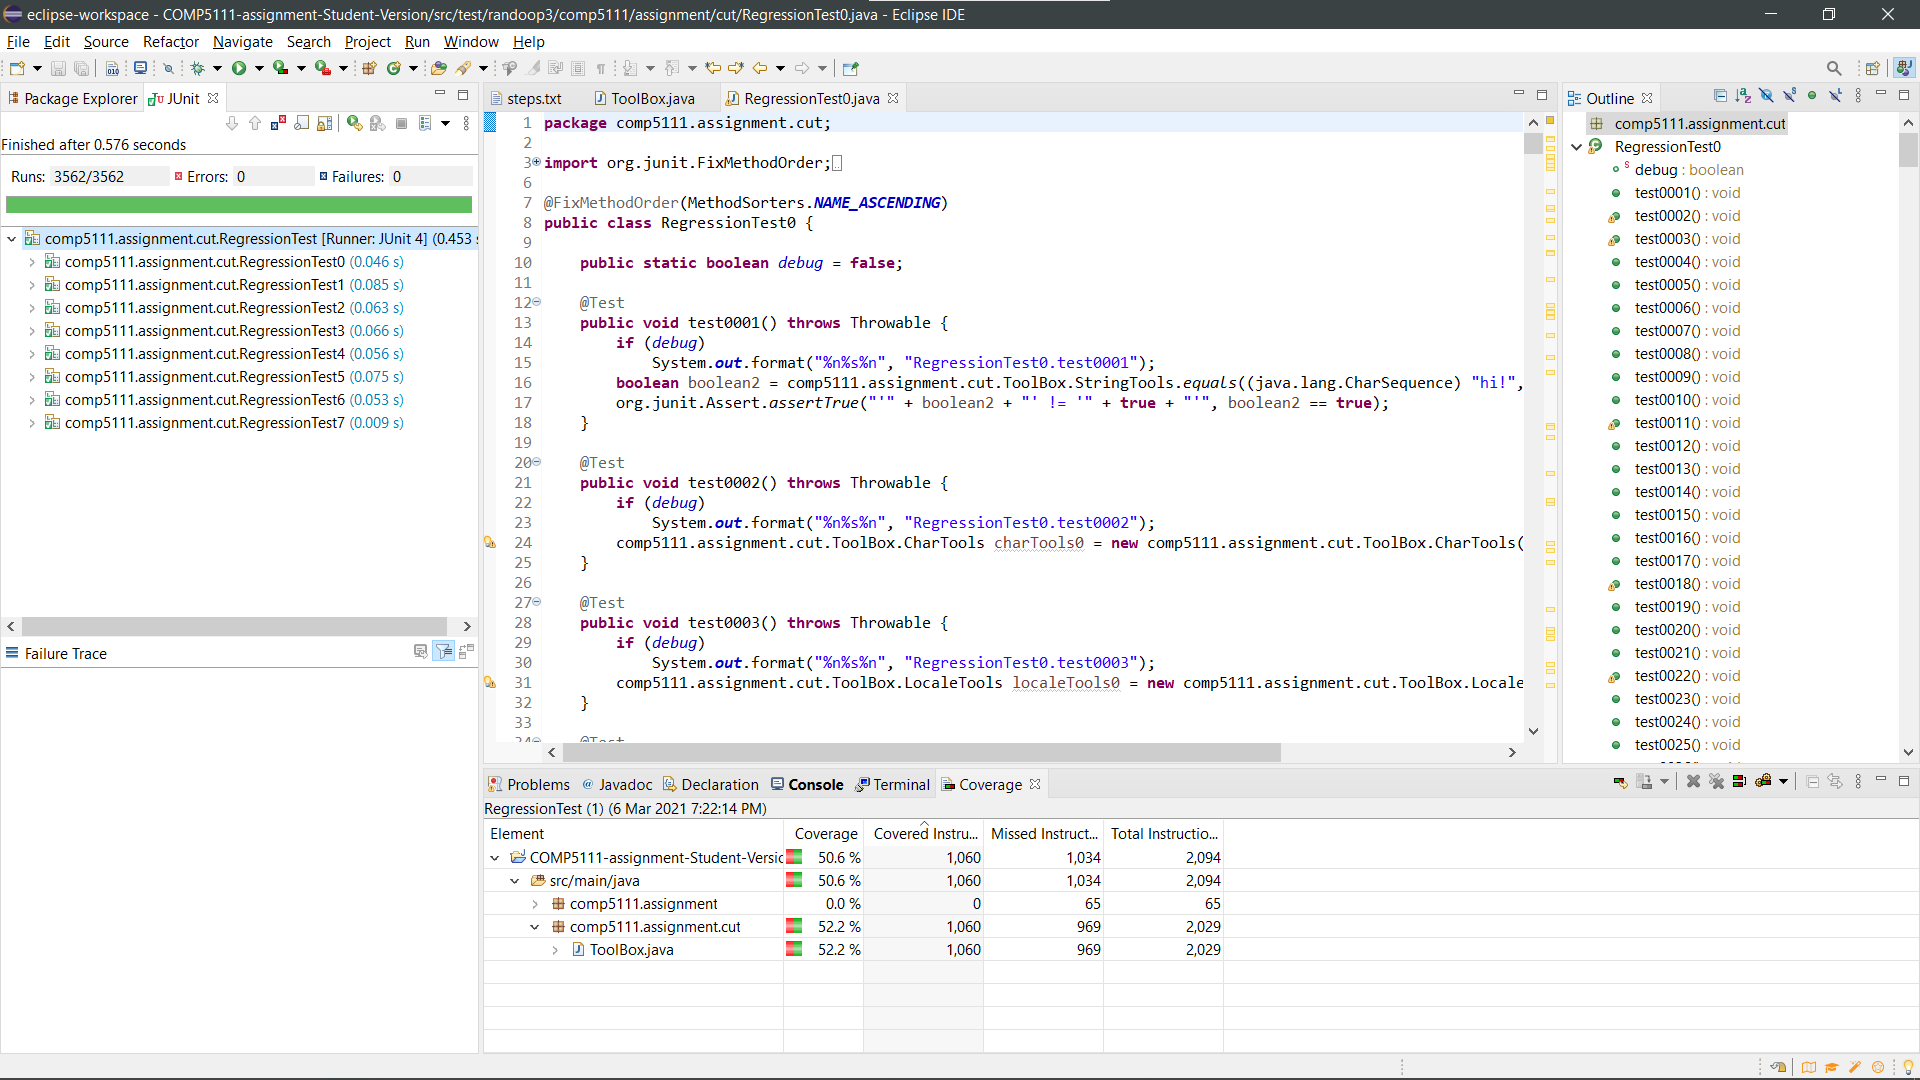 eclipse-workspace - COMP5111-assignment-Student-Version/src/test/randoop3/comp5111/assignment/cut/RegressionTest0.java - Eclipse IDE
File Edit Source Refactor Navigate Search Project Run Window Help
Package Explorer JUnit
Finished after 0.576 seconds
Runs: 3562/3562 Errors: 0 Failures: 0
comp5111.assignment.cut.RegressionTest [Runner: JUnit 4] (0.453 s
comp5111.assignment.cut.RegressionTest0 (0.046 s)
comp5111.assignment.cut.RegressionTest1 (0.085 s)
comp5111.assignment.cut.RegressionTest2 (0.063 s)
comp5111.assignment.cut.RegressionTest3 (0.066 s)
comp5111.assignment.cut.RegressionTest4 (0.056 s)
comp5111.assignment.cut.RegressionTest5 (0.075 s)
comp5111.assignment.cut.RegressionTest6 (0.053 s)
comp5111.assignment.cut.RegressionTest7 (0.009 s)
Failure Trace
steps.txt ToolBox.java RegressionTest0.java
1 package comp5111.assignment.cut;
2
3 import org.junit.FixMethodOrder;
6
7 @FixMethodOrder(MethodSorters.NAME_ASCENDING)
8 public class RegressionTest0 {
9
10 public static boolean debug = false;
11
12 @Test
13 public void test0001() throws Throwable {
14 if (debug)
15 System.out.format("%n%s%n", "RegressionTest0.test0001");
16 boolean boolean2 = comp5111.assignment.cut.ToolBox.StringTools.equals((java.lang.CharSequence) "hi!",
17 org.junit.Assert.assertTrue("'" + boolean2 + "' != '" + true + "'", boolean2 == true);
18 }
19
20 @Test
21 public void test0002() throws Throwable {
22 if (debug)
23 System.out.format("%n%s%n", "RegressionTest0.test0002");
24 comp5111.assignment.cut.ToolBox.CharTools charTools0 = new comp5111.assignment.cut.ToolBox.CharTools(
25 }
26
27 @Test
28 public void test0003() throws Throwable {
29 if (debug)
30 System.out.format("%n%s%n", "RegressionTest0.test0003");
31 comp5111.assignment.cut.ToolBox.LocaleTools localeTools0 = new comp5111.assignment.cut.ToolBox.Locale
32 }
33
34 @Test
Outline
comp5111.assignment.cut
RegressionTest0
debug : boolean
test0001() : void
test0002() : void
test0003() : void
test0004() : void
test0005() : void
test0006() : void
test0007() : void
test0008() : void
test0009() : void
test0010() : void
test0011() : void
test0012() : void
test0013() : void
test0014() : void
test0015() : void
test0016() : void
test0017() : void
test0018() : void
test0019() : void
test0020() : void
test0021() : void
test0022() : void
test0023() : void
test0024() : void
test0025() : void
Problems Javadoc Declaration Console Terminal Coverage
RegressionTest (1) (6 Mar 2021 7:22:14 PM)
Element Coverage Covered Instru... Missed Instruct... Total Instructio...
COMP5111-assignment-Student-Versic 50.6 % 1,060 1,034 2,094
src/main/java 50.6 % 1,060 1,034 2,094
comp5111.assignment 0.0 % 0 65 65
comp5111.assignment.cut 52.2 % 1,060 969 2,029
ToolBox.java 52.2 % 1,060 969 2,029